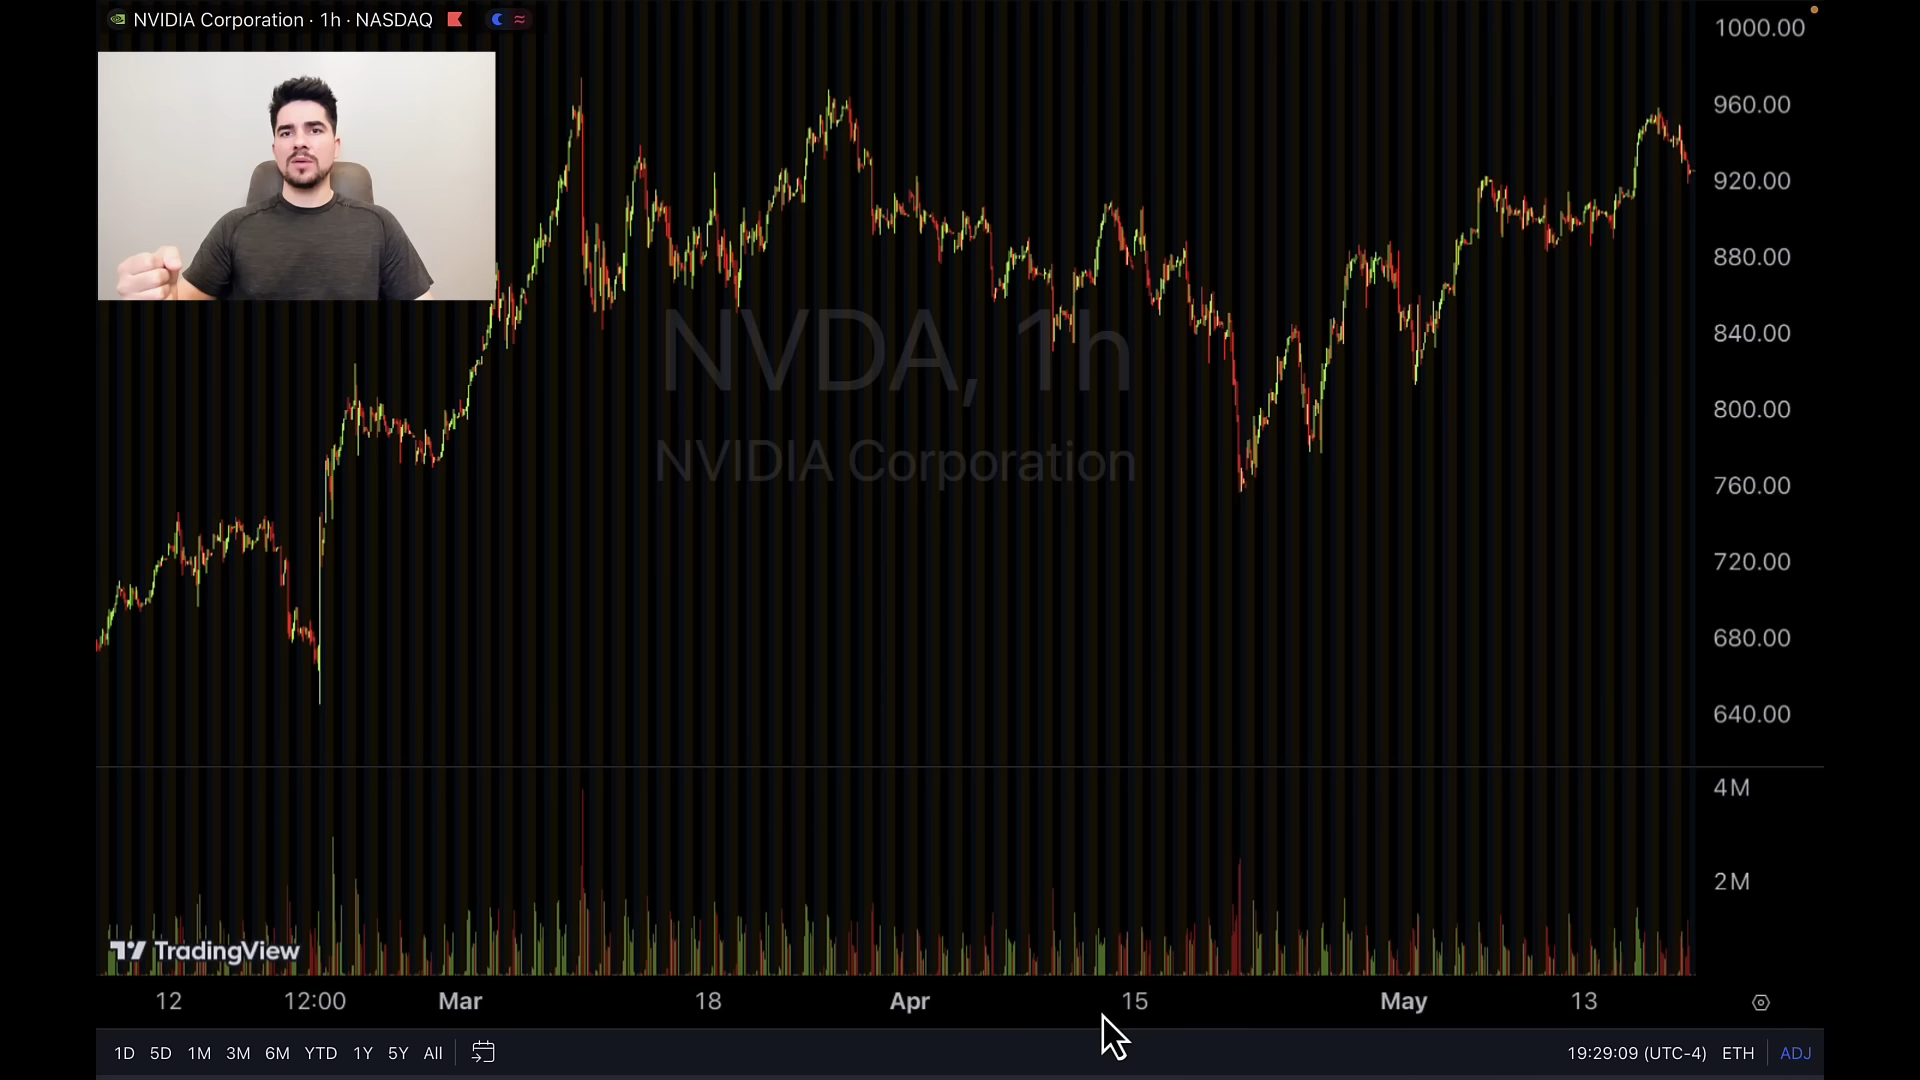 NVIDIA Corporation · 1h · NASDAQ
1000.00
960.00
920.00
880.00
840.00
800.00
760.00
720.00
680.00
640.00
NVDA, 1h
NVIDIA Corporation
4M
2M
TradingView
12 12:00 Mar 18 Apr 15 May 13
1D 5D 1M 3M 6M YTD 1Y 5Y All 19:29:09 (UTC-4) ETH ADJ